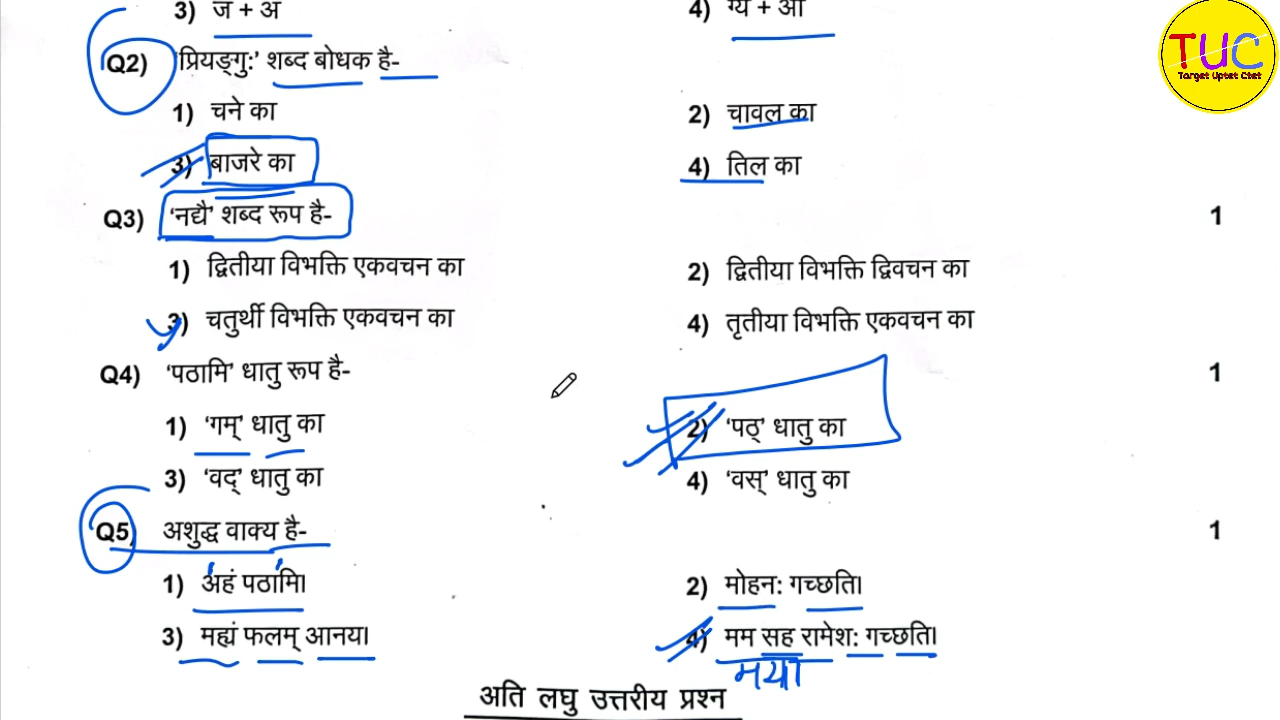 3) ज + अ
4) ग्य + आ
TUC
Target Uptet Ctet
Q2) 'प्रियङ्गुः' शब्द बोधक है-
1) चने का
2) चावल का
3) बाजरे का
4) तिल का
Q3) 'नद्यै' शब्द रूप है- 1
1) द्वितीया विभक्ति एकवचन का
2) द्वितीया विभक्ति द्विवचन का
3) चतुर्थी विभक्ति एकवचन का
4) तृतीया विभक्ति एकवचन का
Q4) 'पठामि' धातु रूप है- 1
1) 'गम्' धातु का
2) 'पठ्' धातु का
3) 'वद्' धातु का
4) 'वस्' धातु का
Q5) अशुद्ध वाक्य है- 1
1) अहं पठामि।
2) मोहन: गच्छति।
3) मह्यं फलम् आनय।
4) मम सह रामेश: गच्छति।
मया
अति लघु उत्तरीय प्रश्न